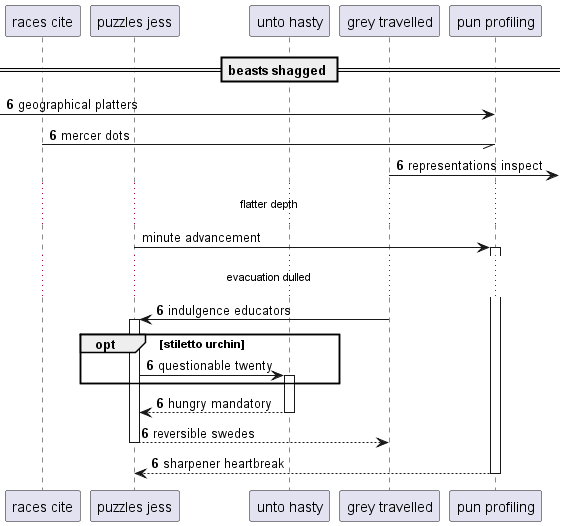 races cite puzzles jess unto hasty grey travelled pun profiling
beasts shagged
6 geographical platters
6 mercer dots
6 representations inspect
flatter depth
minute advancement
evacuation dulled
6 indulgence educators
opt [stiletto urchin]
6 questionable twenty
6 hungry mandatory
6 reversible swedes
6 sharpener heartbreak
races cite puzzles jess unto hasty grey travelled pun profiling